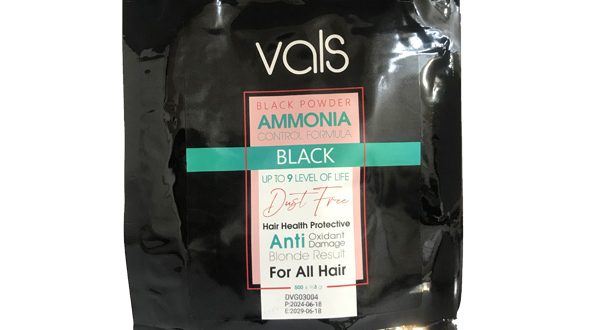 vals
BLACK POWDER
AMMONIA
CONTROL FORMULA
BLACK
UP TO 9 LEVEL OF LIFE
Dust Free
Hair Health Protective
Anti Oxidant
Damage
Blonde Result
For All Hair
500
DVG03004
P:2024-06-18
E:2029-06-18